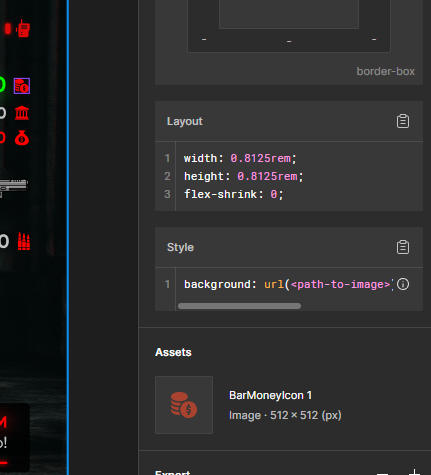 0
0
0
0
M
o!
- - -
border-box
Layout
1 width: 0.8125rem;
2 height: 0.8125rem;
3 flex-shrink: 0;
Style
1 background: url(<path-to-image>)
Assets
BarMoneyIcon 1
Image · 512 × 512 (px)
Export